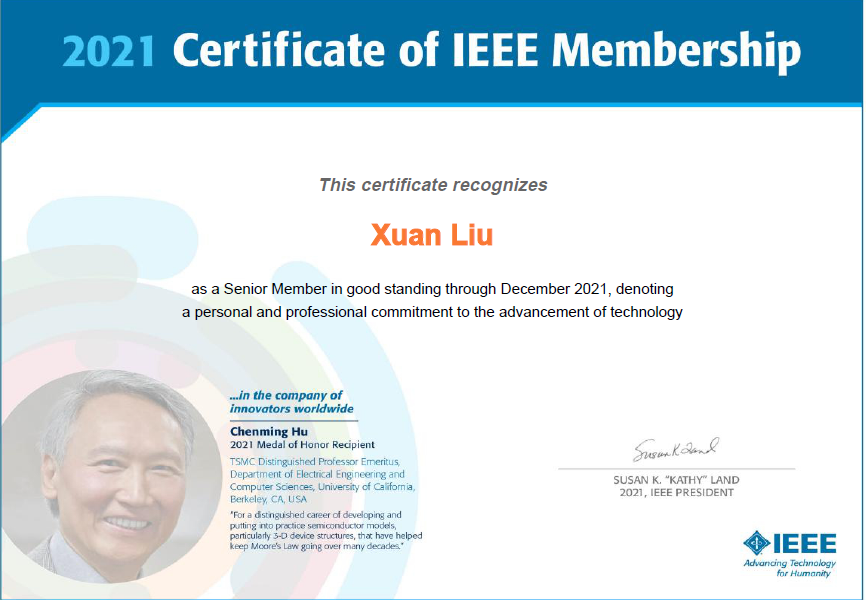 2021 Certificate of IEEE Membership
This certificate recognizes
Xuan Liu
as a Senior Member in good standing through December 2021, denoting
a personal and professional commitment to the advancement of technology
...in the company of
innovators worldwide
Chenming Hu
2021 Medal of Honor Recipient
TSMC Distinguished Professor Emeritus,
Department of Electrical Engineering and
Computer Sciences, University of California,
Berkeley, CA, USA
"For a distinguished career of developing and
putting into practice semiconductor models,
particularly 3-D device structures, that have helped
keep Moore's Law going over many decades."
Susan K Land
SUSAN K. "KATHY" LAND
2021, IEEE PRESIDENT
IEEE
Advancing Technology
for Humanity